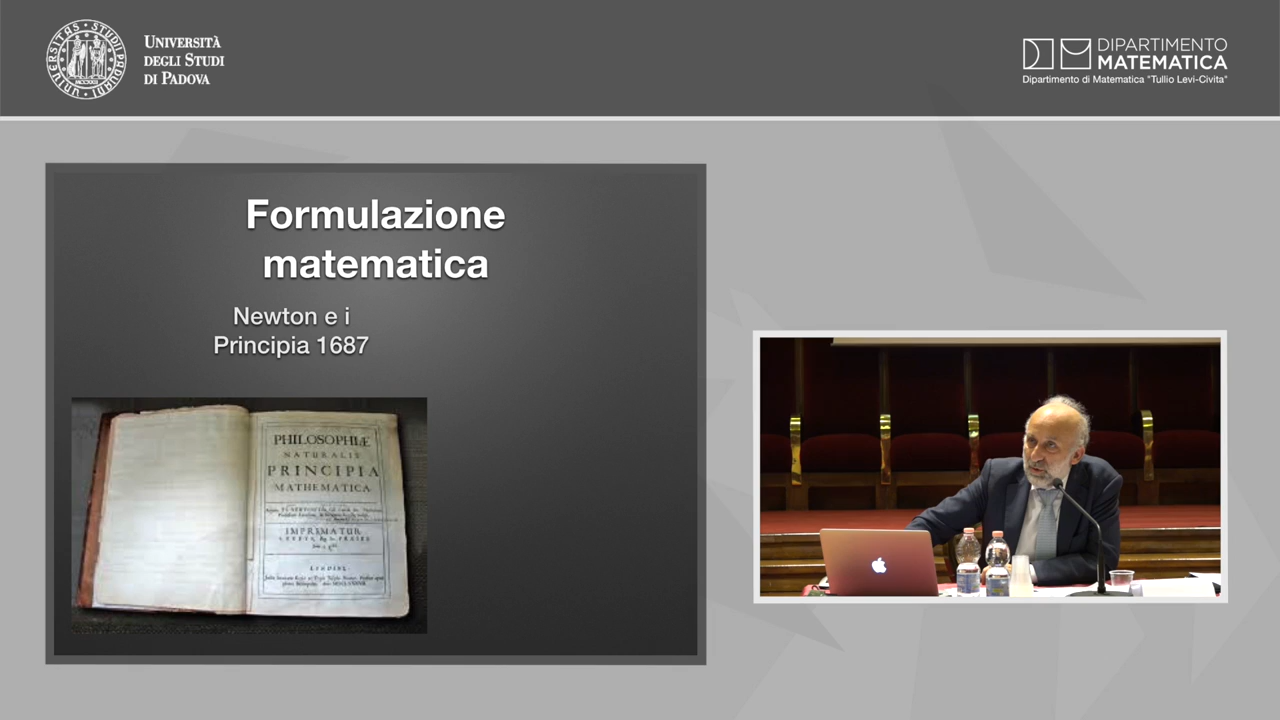 UNIVERSITÀ
DEGLI STUDI
DI PADOVA
DIPARTIMENTO
MATEMATICA
Dipartimento di Matematica "Tullio Levi-Civita"
Formulazione
matematica
Newton e i
Principia 1687
PHILOSOPHIÆ
NATURALIS
PRINCIPIA
MATHEMATICA
IMPRIMATUR
LONDINI